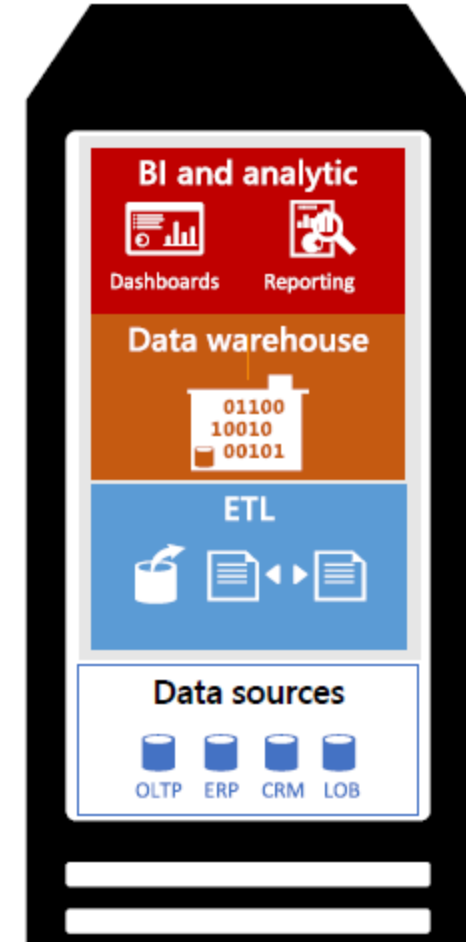 BI and analytic
Dashboards Reporting
Data warehouse
01100
10010
00101
ETL
Data sources
OLTP ERP CRM LOB